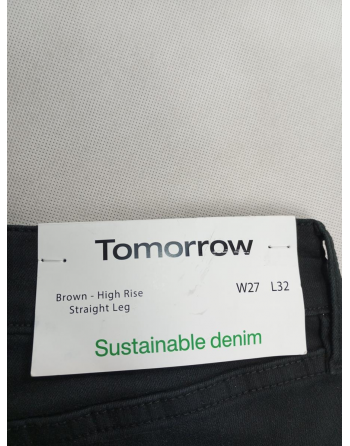 Tomorrow
Brown - High Rise
Straight Leg
W27 L32
Sustainable denim